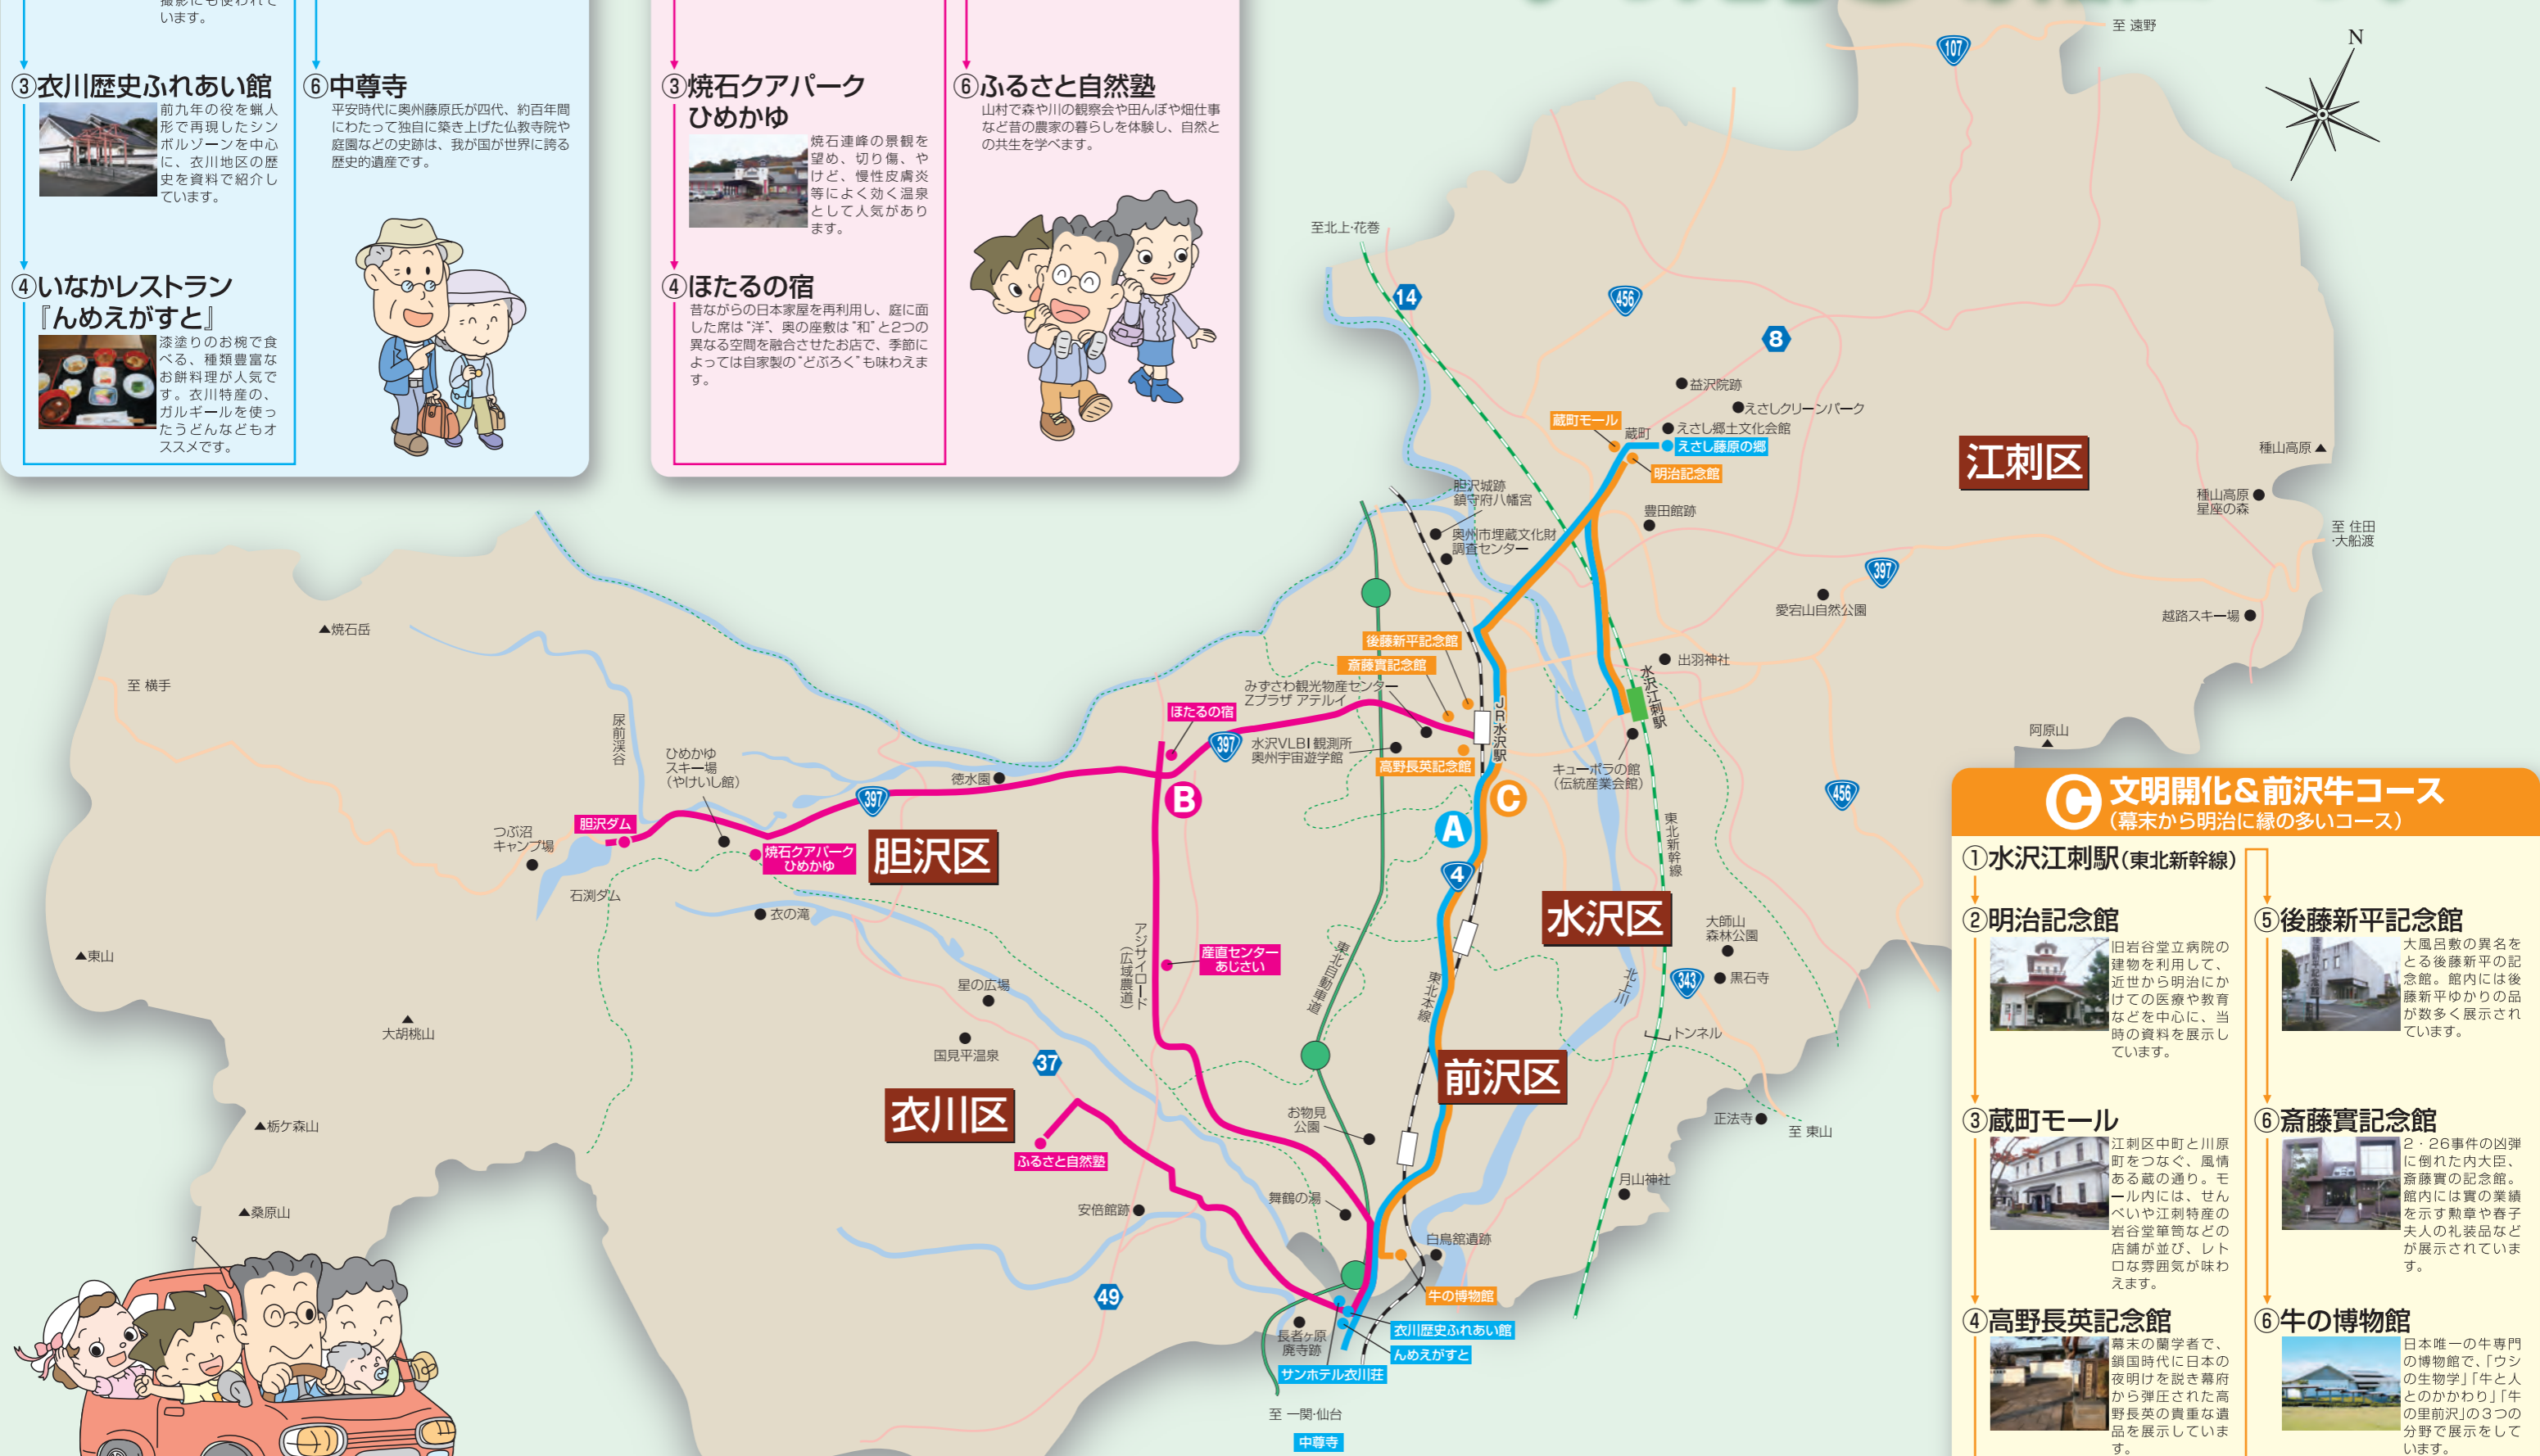 撮影にも使われて
います。
③衣川歴史ふれあい館
前九年の役を蝋人
形で再現したシン
ボルゾーンを中心
に、衣川地区の歴
史を資料で紹介し
ています。
④いなかレストラン
『んめえがすと』
漆塗りのお椀で食
べる、種類豊富な
お餅料理が人気で
す。衣川特産の、
ガルギールを使っ
たうどんなどもオ
ススメです。
⑥中尊寺
平安時代に奥州藤原氏が四代、約百年間
にわたって独自に築き上げた仏教寺院や
庭園などの史跡は、我が国が世界に誇る
歴史的遺産です。
③焼石クアパーク
ひめかゆ
焼石連峰の景観を
望め、切り傷、や
けど、慢性皮膚炎
等によく効く温泉
として人気があり
ます。
④ほたるの宿
昔ながらの日本家屋を再利用し、庭に面
した席は“洋”、奥の座敷は“和”と2つの
異なる空間を融合させたお店で、季節に
よっては自家製の“どぶろく”も味わえま
す。
⑥ふるさと自然塾
山村で森や川の観察会や田んぼや畑仕事
など昔の農家の暮らしを体験し、自然と
の共生を学べます。
至 遠野
107
N
至北上・花巻
14
456
8
益沢院跡
えさしクリーンパーク
蔵町モール
蔵町
えさし郷土文化会館
えさし藤原の郷
明治記念館
江刺区
種山高原
種山高原
星座の森
至 住田
・大船渡
胆沢城跡
鎮守府八幡宮
奥州市埋蔵文化財
調査センター
豊田館跡
397
愛宕山自然公園
越路スキー場
焼石岳
至 横手
後藤新平記念館
斎藤實記念館
みずさわ観光物産センター
Zプラザ アテルイ
出羽神社
水沢江刺駅
JR水沢駅
ほたるの宿
397
水沢VLBI観測所
奥州宇宙遊学館
高野長英記念館
キューポラの館
(伝統産業会館)
阿原山
尿前渓谷
ひめかゆ
スキー場
(やけいし館)
徳水園
397
B
C
A
4
456
東北新幹線
つぶ沼
キャンプ場
胆沢ダム
焼石クアパーク
ひめかゆ
胆沢区
石渕ダム
衣の滝
水沢区
大師山
森林公園
黒石寺
343
東山
アジサイロード
(広域農道)
産直センター
あじさい
東北自動車道
東北本線
北上川
星の広場
トンネル
大胡桃山
国見平温泉
37
前沢区
衣川区
お物見
公園
正法寺
至 東山
栃ケ森山
ふるさと自然塾
月山神社
桑原山
安倍館跡
舞鶴の湯
白鳥舘遺跡
49
牛の博物館
長者ヶ原
廃寺跡
衣川歴史ふれあい館
んめえがすと
サンホテル衣川荘
至 一関・仙台
中尊寺
C 文明開化&前沢牛コース
(幕末から明治に縁の多いコース)
①水沢江刺駅(東北新幹線)
②明治記念館
旧岩谷堂立病院の
建物を利用して、
近世から明治にか
けての医療や教育
などを中心に、当
時の資料を展示し
ています。
③蔵町モール
江刺区中町と川原
町をつなぐ、風情
ある蔵の通り。モ
ール内には、せん
べいや江刺特産の
岩谷堂箪笥などの
店舗が並び、レト
ロな雰囲気が味わ
えます。
④高野長英記念館
幕末の蘭学者で、
鎖国時代に日本の
夜明けを説き幕府
から弾圧された高
野長英の貴重な遺
品を展示していま
す。
⑤後藤新平記念館
大風呂敷の異名を
とる後藤新平の記
念館。館内には後
藤新平ゆかりの品
が数多く展示され
ています。
⑥斎藤實記念館
2・26事件の凶弾
に倒れた内大臣、
斎藤實の記念館。
館内には實の業績
を示す勲章や春子
夫人の礼装品など
が展示されていま
す。
⑥牛の博物館
日本唯一の牛専門
の博物館で、「ウシ
の生物学」「牛と人
とのかかわり」「牛
の里前沢」の3つの
分野で展示をして
います。